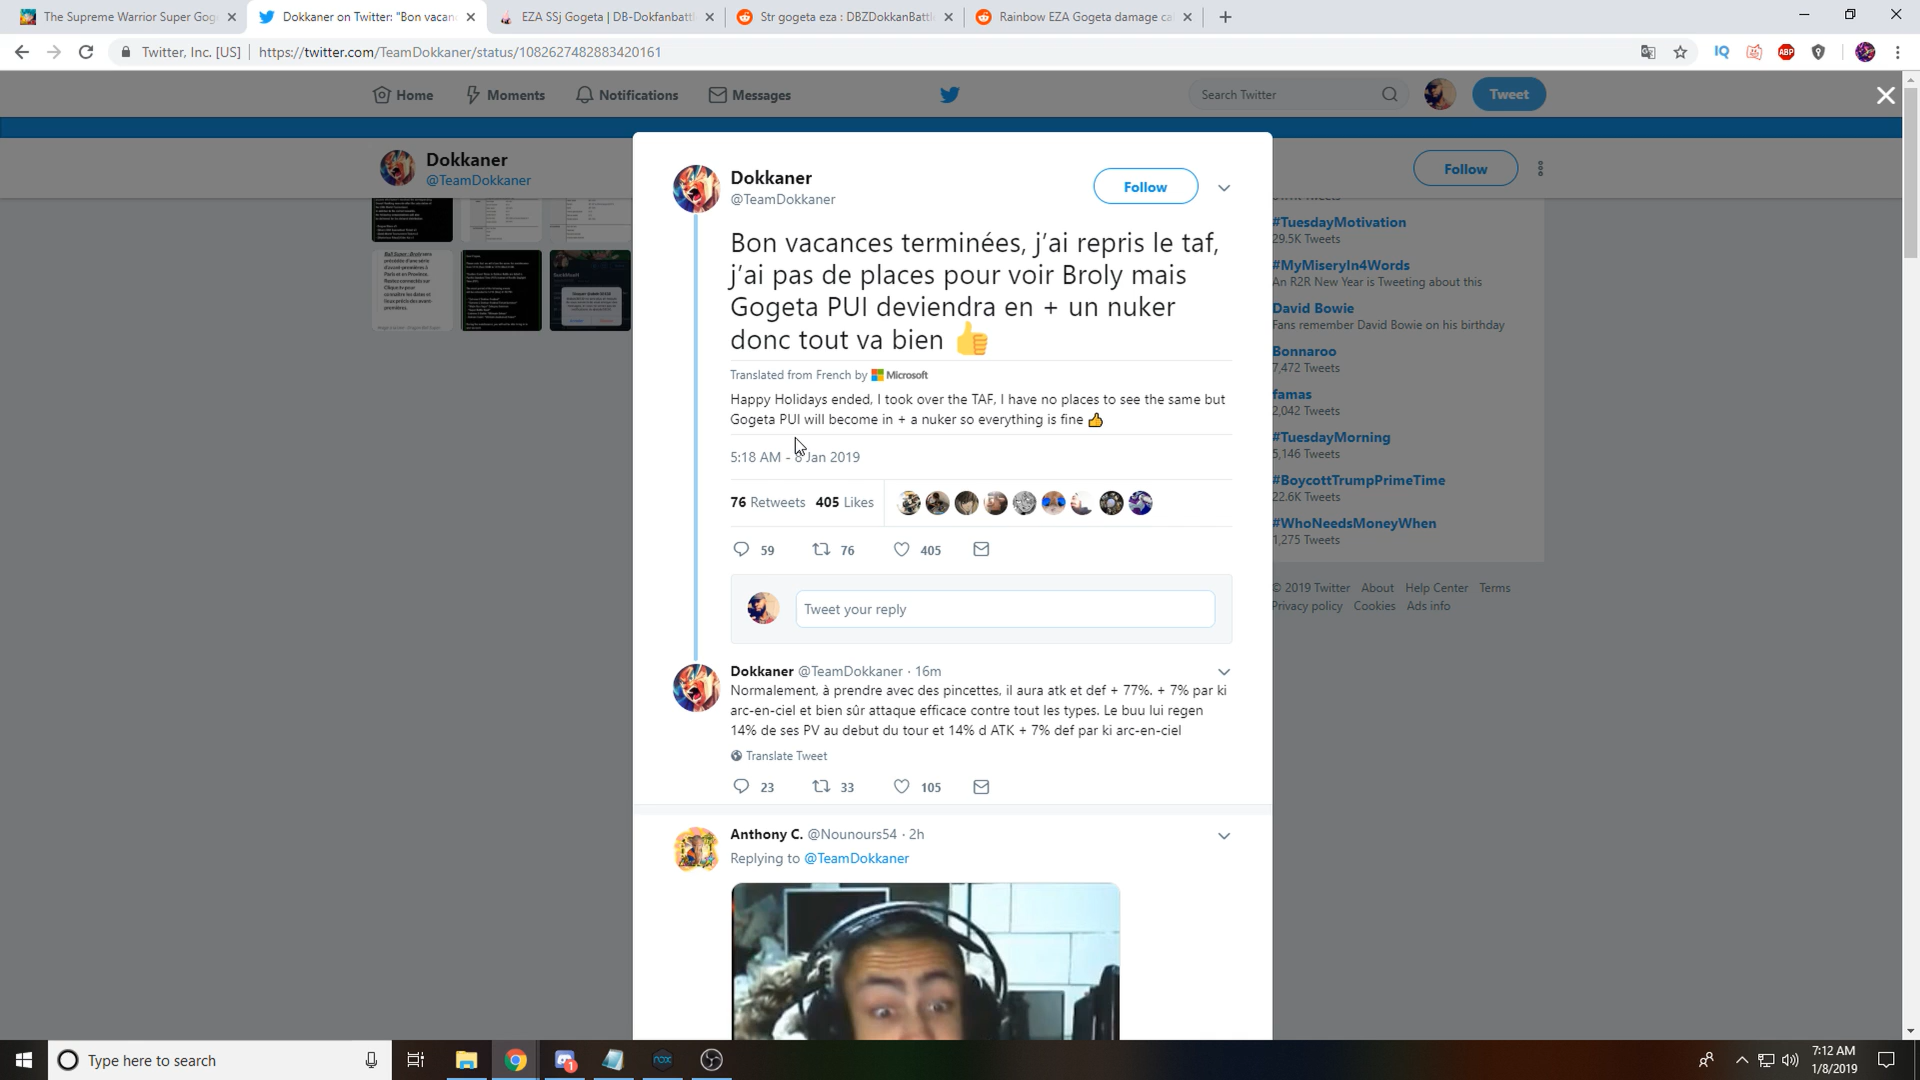 The Supreme Warrior Super Gog
Dokkaner on Twitter: "Bon vacan
EZA SSj Gogeta | DB-Dokfanbattl
Str gogeta eza : DBZDokkanBattl
Rainbow EZA Gogeta damage ca
Twitter, Inc. [US]
https://twitter.com/TeamDokkaner/status/1082627482883420161
IQ
ABP
Home
Moments
Notifications
Messages
Search Twitter
Tweet
Dokkaner
@TeamDokkaner
Follow
Dokkaner
@TeamDokkaner
Follow
Bon vacances terminées, j'ai repris le taf,
j'ai pas de places pour voir Broly mais
Gogeta PUI deviendra en + un nuker
donc tout va bien 👍
Translated from French by Microsoft
Happy Holidays ended, I took over the TAF, I have no places to see the same but
Gogeta PUI will become in + a nuker so everything is fine 👍
5:18 AM - 8 Jan 2019
76 Retweets 405 Likes
59 76 405
Tweet your reply
Dokkaner @TeamDokkaner · 16m
Normalement, à prendre avec des pincettes, il aura atk et def + 77%. + 7% par ki
arc-en-ciel et bien sûr attaque efficace contre tout les types. Le buu lui regen
14% de ses PV au debut du tour et 14% d ATK + 7% def par ki arc-en-ciel
Translate Tweet
23 33 105
Anthony C. @Nounours54 · 2h
Replying to @TeamDokkaner
#TuesdayMotivation
29.5K Tweets
#MyMiseryIn4Words
An R2R New Year is Tweeting about this
David Bowie
Fans remember David Bowie on his birthday
Bonnaroo
7,472 Tweets
famas
2,042 Tweets
#TuesdayMorning
5,146 Tweets
#BoycottTrumpPrimeTime
22.6K Tweets
#WhoNeedsMoneyWhen
1,275 Tweets
© 2019 Twitter About Help Center Terms
Privacy policy Cookies Ads info
Type here to search
nox
1
7:12 AM
1/8/2019